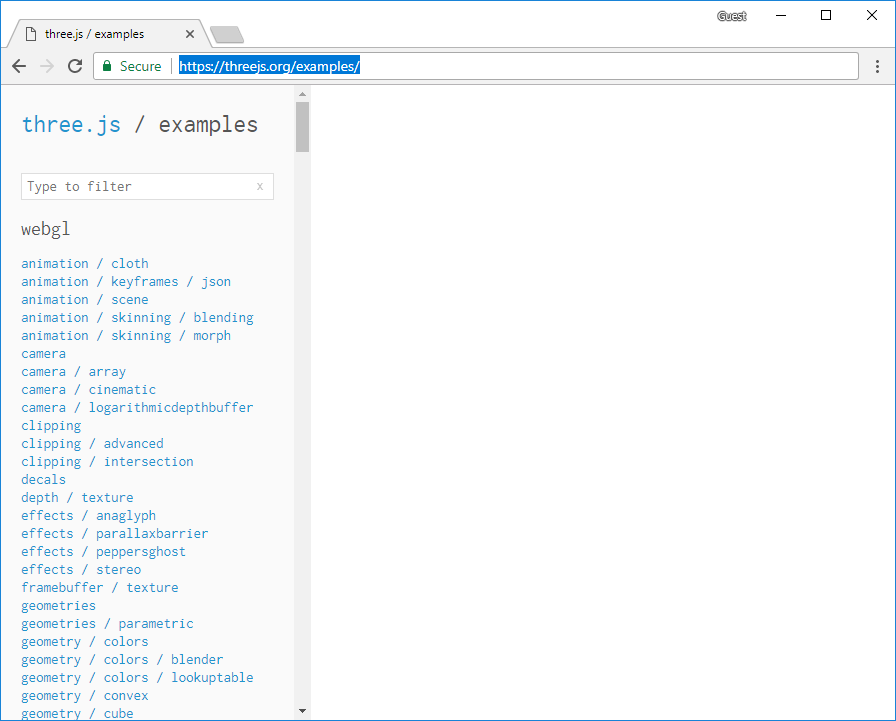 Guest
three.js / examples
Secure https://threejs.org/examples/
three.js / examples
Type to filter x
webgl
animation / cloth
animation / keyframes / json
animation / scene
animation / skinning / blending
animation / skinning / morph
camera
camera / array
camera / cinematic
camera / logarithmicdepthbuffer
clipping
clipping / advanced
clipping / intersection
decals
depth / texture
effects / anaglyph
effects / parallaxbarrier
effects / peppersghost
effects / stereo
framebuffer / texture
geometries
geometries / parametric
geometry / colors
geometry / colors / blender
geometry / colors / lookuptable
geometry / convex
geometry / cube